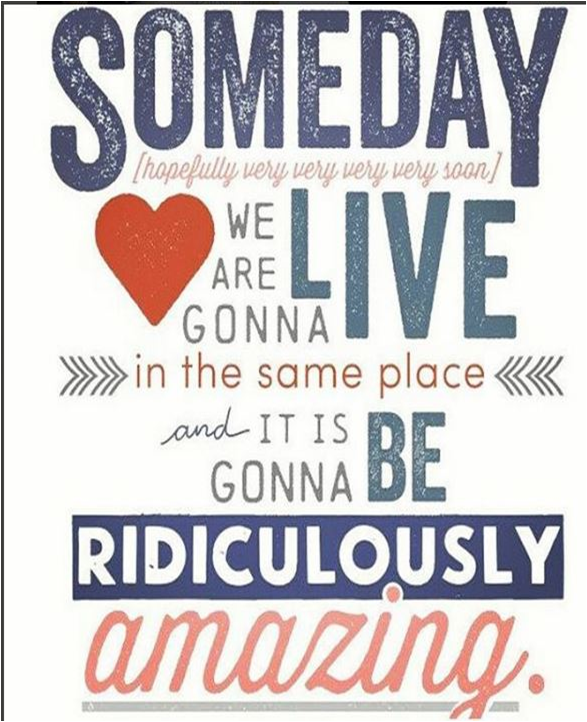 SOMEDAY
[hopefully very very very very soon]
WE
ARE
GONNA LIVE
in the same place
and IT IS
GONNA BE
RIDICULOUSLY
amazing.